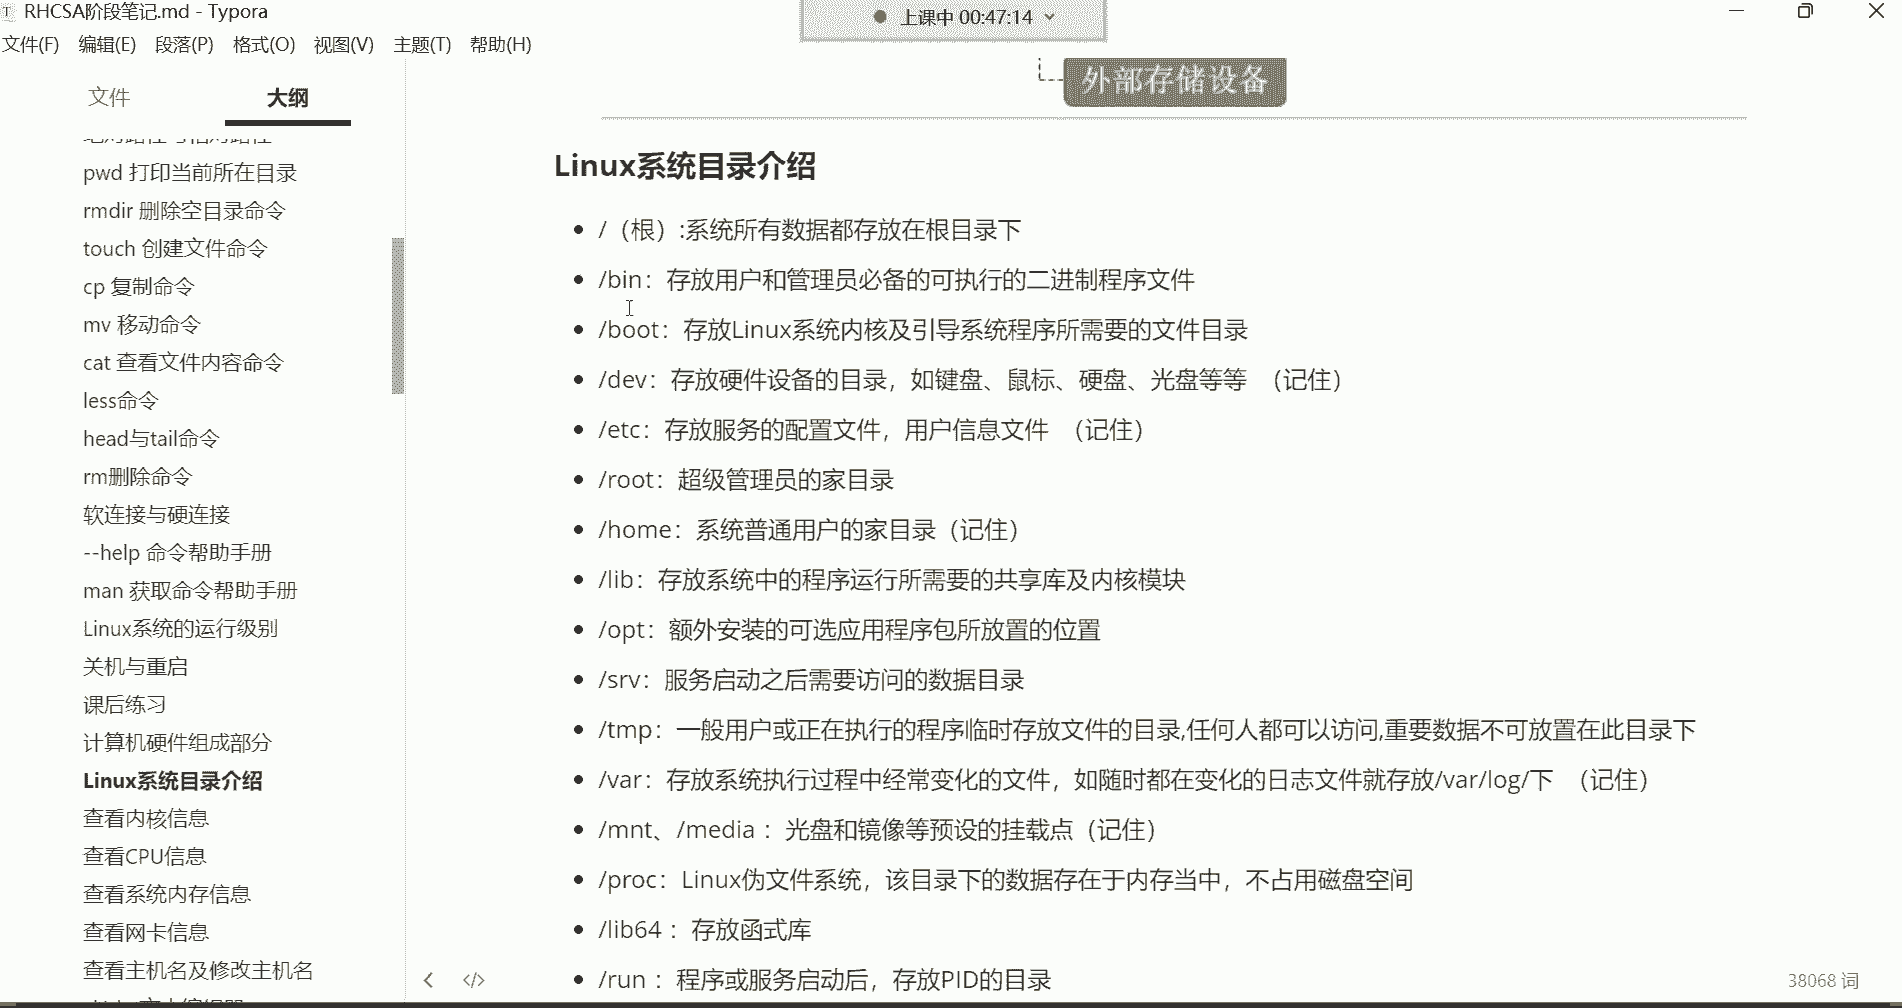 RHCSA阶段笔记.md - Typora
上课中 00:47:14
文件(F) 编辑(E) 段落(P) 格式(O) 视图(V) 主题(T) 帮助(H)
文件 大纲
pwd 打印当前所在目录
rmdir 删除空目录命令
touch 创建文件命令
cp 复制命令
mv 移动命令
cat 查看文件内容命令
less命令
head与tail命令
rm删除命令
软连接与硬连接
--help 命令帮助手册
man 获取命令帮助手册
Linux系统的运行级别
关机与重启
课后练习
计算机硬件组成部分
Linux系统目录介绍
查看内核信息
查看CPU信息
查看系统内存信息
查看网卡信息
查看主机名及修改主机名
外部存储设备
Linux系统目录介绍
/（根）:系统所有数据都存放在根目录下
/bin：存放用户和管理员必备的可执行的二进制程序文件
/boot：存放Linux系统内核及引导系统程序所需要的文件目录
/dev：存放硬件设备的目录，如键盘、鼠标、硬盘、光盘等等 （记住）
/etc：存放服务的配置文件，用户信息文件 （记住）
/root：超级管理员的家目录
/home：系统普通用户的家目录（记住）
/lib：存放系统中的程序运行所需要的共享库及内核模块
/opt：额外安装的可选应用程序包所放置的位置
/srv：服务启动之后需要访问的数据目录
/tmp：一般用户或正在执行的程序临时存放文件的目录,任何人都可以访问,重要数据不可放置在此目录下
/var：存放系统执行过程中经常变化的文件，如随时都在变化的日志文件就存放/var/log/下 （记住）
/mnt、/media ：光盘和镜像等预设的挂载点（记住）
/proc：Linux伪文件系统，该目录下的数据存在于内存当中，不占用磁盘空间
/lib64 ：存放函式库
/run ：程序或服务启动后，存放PID的目录
38068 词